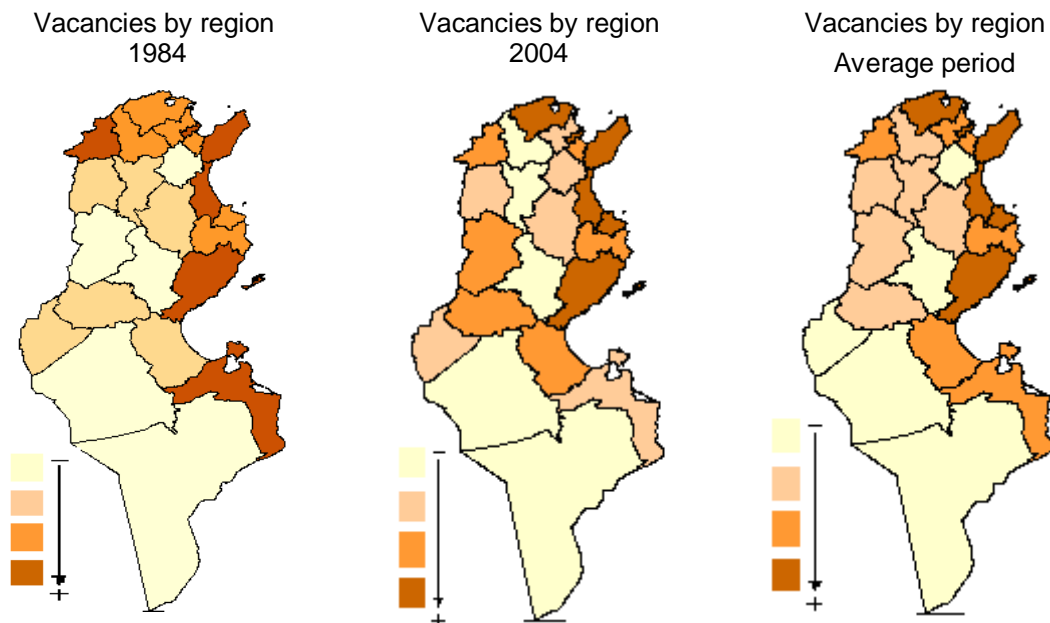 Vacancies by region
1984
Vacancies by region
2004
Vacancies by region
Average period
−
+
−
+
−
+